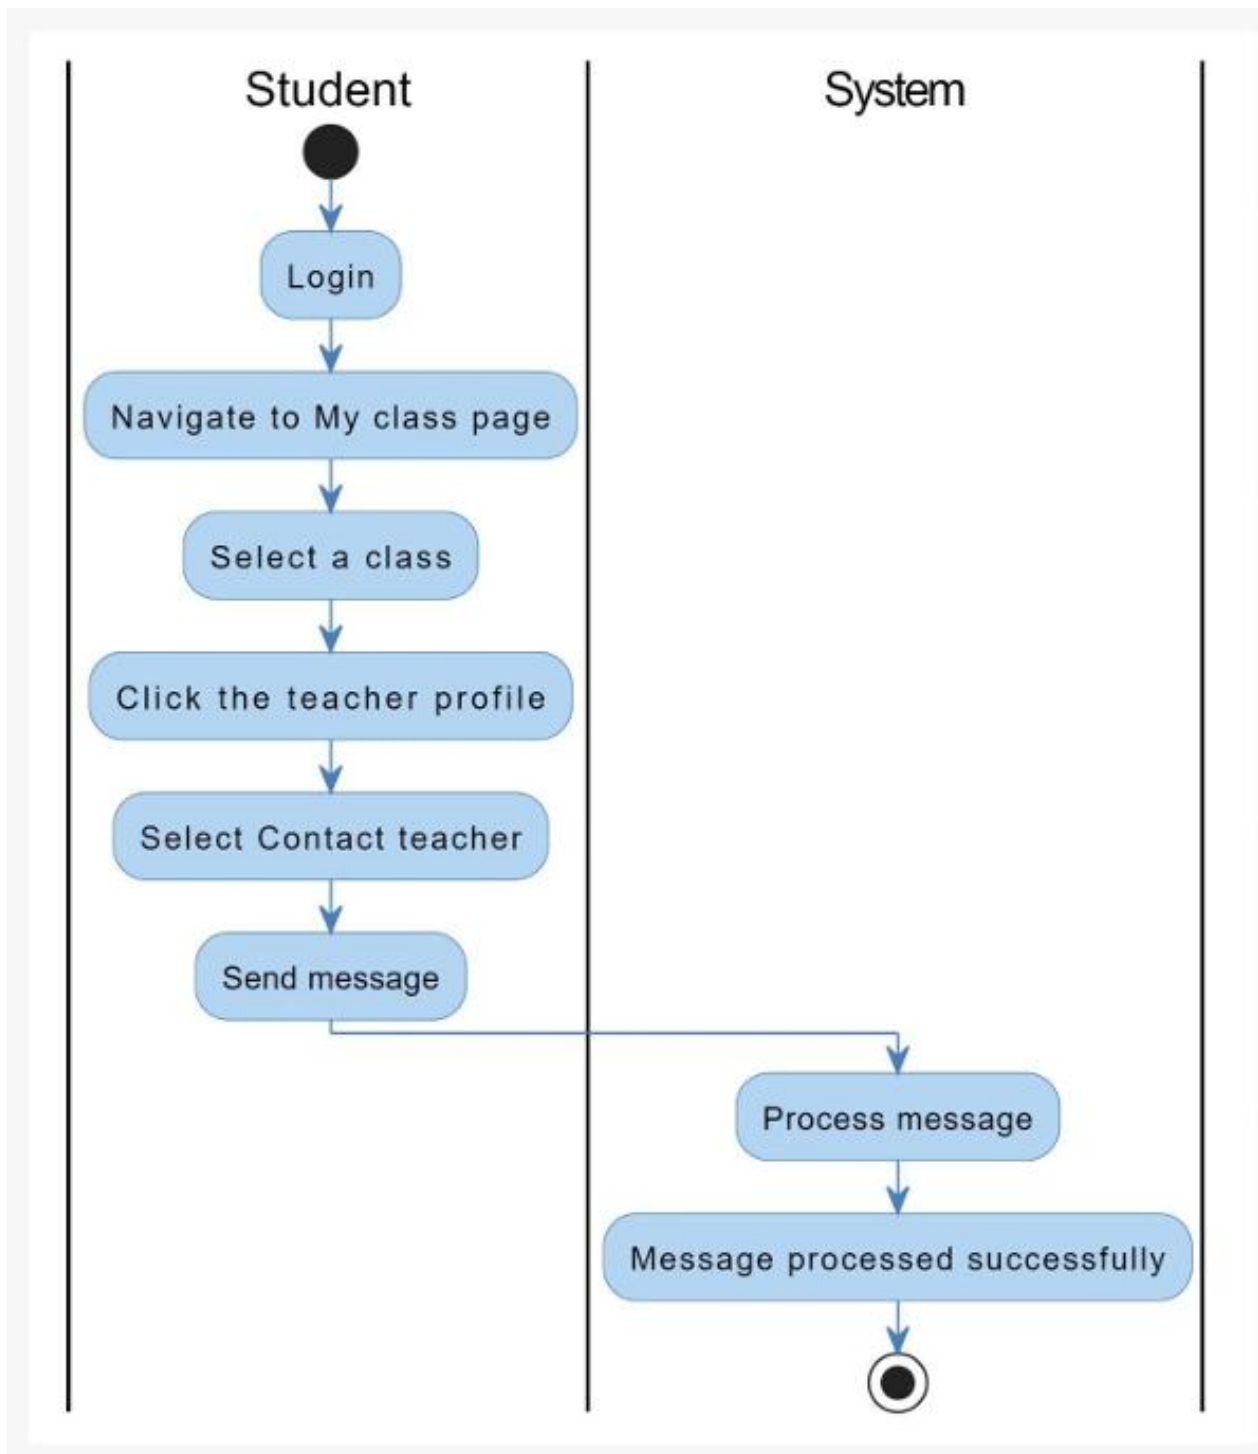 Student
System
Login
Navigate to My class page
Select a class
Click the teacher profile
Select Contact teacher
Send message
Process message
Message processed successfully